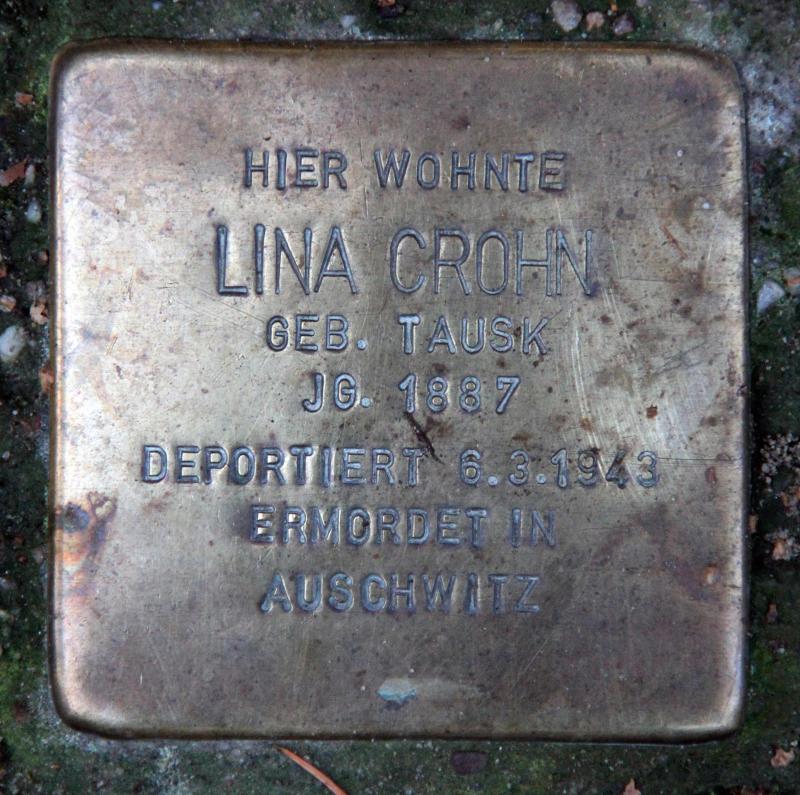 HIER WOHNTE
LINA CROHN
GEB. TAUSK
JG. 1887
DEPORTIERT 6.3.1943
ERMORDET IN
AUSCHWITZ